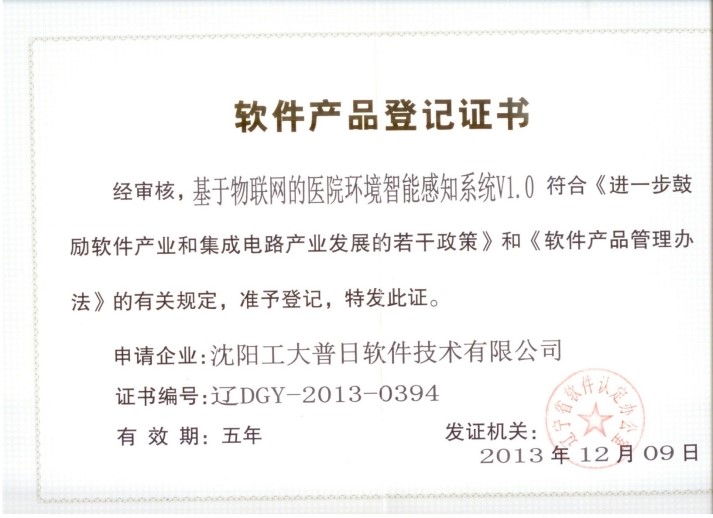 软件产品登记证书
经审核，基于物联网的医院环境智能感知系统V1.0 符合《进一步鼓
励软件产业和集成电路产业发展的若干政策》和《软件产品管理办
法》的有关规定，准予登记，特发此证。
申请企业:沈阳工大普日软件技术有限公司
证书编号:辽DGY-2013-0394
有 效 期: 五年
发证机关:
辽宁省软件认定办公室
2013 年 12 月 09 日